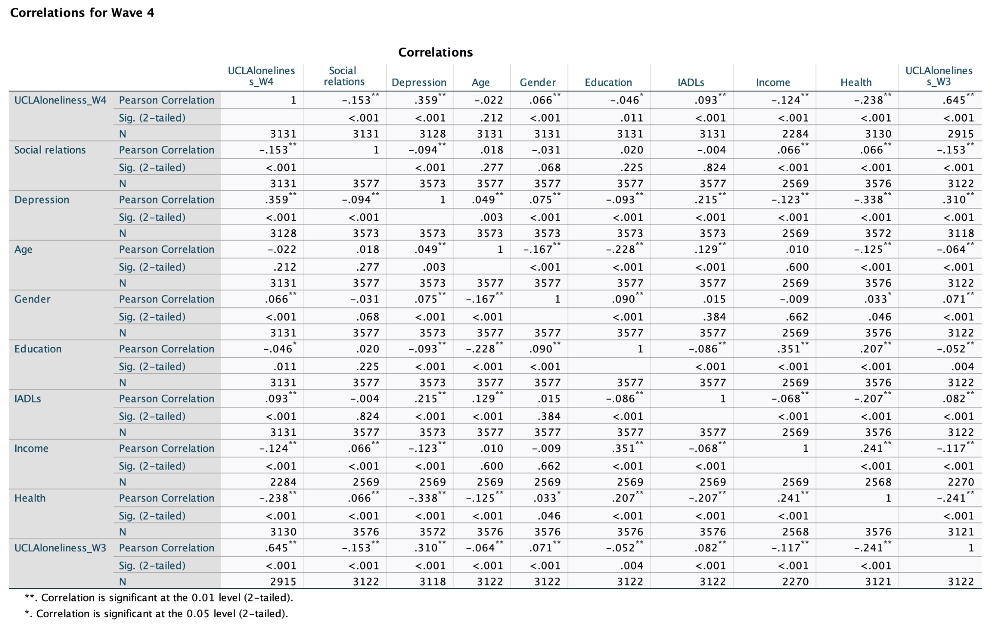 Correlations for Wave 4
Correlations
UCLAlonelines s_W4 Social relations Depression Age Gender Education IADLs Income Health UCLAlonelines s_W3
UCLAloneliness_W4 Pearson Correlation 1 -.153** .359** -.022 .066** -.046* .093** -.124** -.238** .645**
Sig. (2-tailed) <.001 <.001 .212 <.001 .011 <.001 <.001 <.001 <.001
N 3131 3131 3128 3131 3131 3131 3131 2284 3130 2915
Social relations Pearson Correlation -.153** 1 -.094** .018 -.031 .020 -.004 .066** .066** -.153**
Sig. (2-tailed) <.001 <.001 .277 .068 .225 .824 <.001 <.001 <.001
N 3131 3577 3573 3577 3577 3577 3577 2569 3576 3122
Depression Pearson Correlation .359** -.094** 1 .049** .075** -.093** .215** -.123** -.338** .310**
Sig. (2-tailed) <.001 <.001 .003 <.001 <.001 <.001 <.001 <.001 <.001
N 3128 3573 3573 3573 3573 3573 3573 2569 3572 3118
Age Pearson Correlation -.022 .018 .049** 1 -.167** -.228** .129** .010 -.125** -.064**
Sig. (2-tailed) .212 .277 .003 <.001 <.001 <.001 .600 <.001 <.001
N 3131 3577 3573 3577 3577 3577 3577 2569 3576 3122
Gender Pearson Correlation .066** -.031 .075** -.167** 1 .090** .015 -.009 .033* .071**
Sig. (2-tailed) <.001 .068 <.001 <.001 <.001 .384 .662 .046 <.001
N 3131 3577 3573 3577 3577 3577 3577 2569 3576 3122
Education Pearson Correlation -.046* .020 -.093** -.228** .090** 1 -.086** .351** .207** -.052**
Sig. (2-tailed) .011 .225 <.001 <.001 <.001 <.001 <.001 <.001 .004
N 3131 3577 3573 3577 3577 3577 3577 2569 3576 3122
IADLs Pearson Correlation .093** -.004 .215** .129** .015 -.086** 1 -.068** -.207** .082**
Sig. (2-tailed) <.001 .824 <.001 <.001 .384 <.001 <.001 <.001 <.001
N 3131 3577 3573 3577 3577 3577 3577 2569 3576 3122
Income Pearson Correlation -.124** .066** -.123** .010 -.009 .351** -.068** 1 .241** -.117**
Sig. (2-tailed) <.001 <.001 <.001 .600 .662 <.001 <.001 <.001 <.001
N 2284 2569 2569 2569 2569 2569 2569 2569 2568 2270
Health Pearson Correlation -.238** .066** -.338** -.125** .033* .207** -.207** .241** 1 -.241**
Sig. (2-tailed) <.001 <.001 <.001 <.001 .046 <.001 <.001 <.001 <.001
N 3130 3576 3572 3576 3576 3576 3576 2568 3576 3121
UCLAloneliness_W3 Pearson Correlation .645** -.153** .310** -.064** .071** -.052** .082** -.117** -.241** 1
Sig. (2-tailed) <.001 <.001 <.001 <.001 <.001 .004 <.001 <.001 <.001
N 2915 3122 3118 3122 3122 3122 3122 2270 3121 3122
**. Correlation is significant at the 0.01 level (2-tailed).
*. Correlation is significant at the 0.05 level (2-tailed).